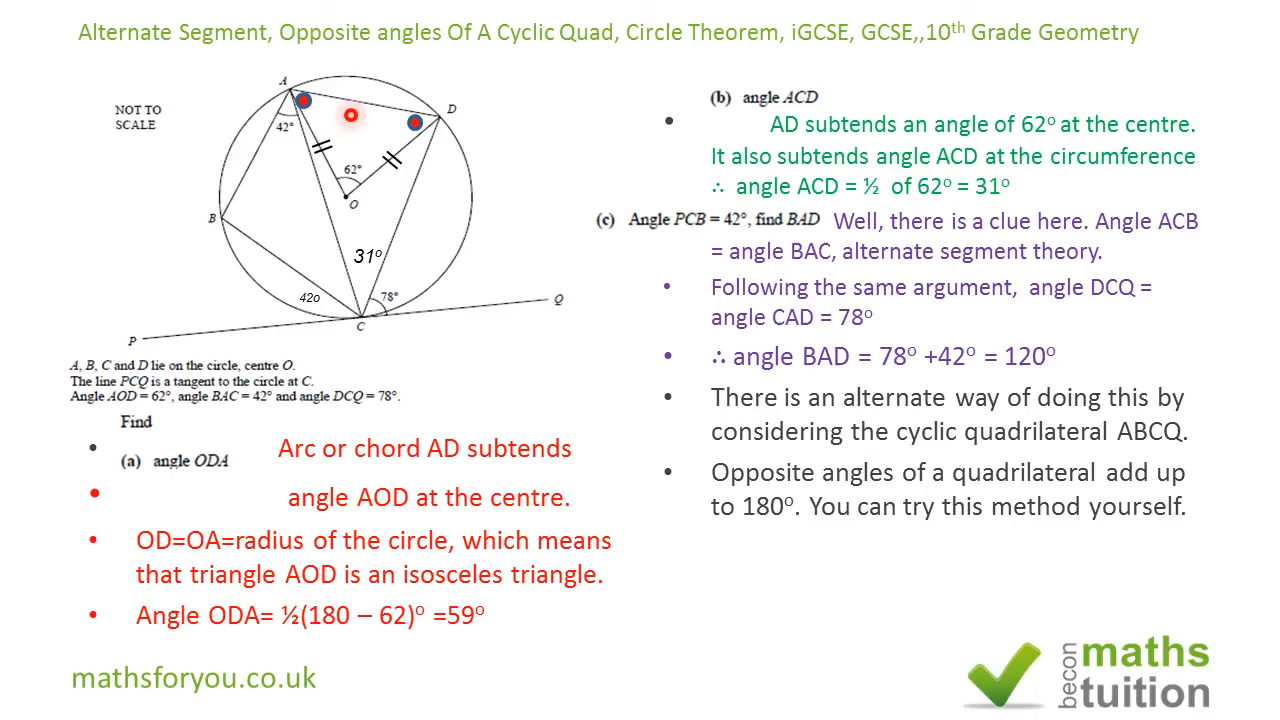 Alternate Segment, Opposite angles Of A Cyclic Quad, Circle Theorem, iGCSE, GCSE,,10th Grade Geometry
NOT TO
SCALE
A
D
42°
62°
O
B
31o
42o
78°
Q
C
P
A, B, C and D lie on the circle, centre O.
The line PCQ is a tangent to the circle at C.
Angle AOD = 62°, angle BAC = 42° and angle DCQ = 78°.
Find
(a) angle ODA
• Arc or chord AD subtends
• angle AOD at the centre.
• OD=OA=radius of the circle, which means
that triangle AOD is an isosceles triangle.
• Angle ODA= ½(180 – 62)o =59o
mathsforyou.co.uk
(b) angle ACD
• AD subtends an angle of 62o at the centre.
It also subtends angle ACD at the circumference
∴ angle ACD = ½ of 62o = 31o
(c) Angle PCB = 42°, find BAD Well, there is a clue here. Angle ACB
= angle BAC, alternate segment theory.
• Following the same argument, angle DCQ =
angle CAD = 78o
• ∴ angle BAD = 78o +42o = 120o
• There is an alternate way of doing this by
considering the cyclic quadrilateral ABCQ.
• Opposite angles of a quadrilateral add up
to 180o. You can try this method yourself.
becon
maths
tuition